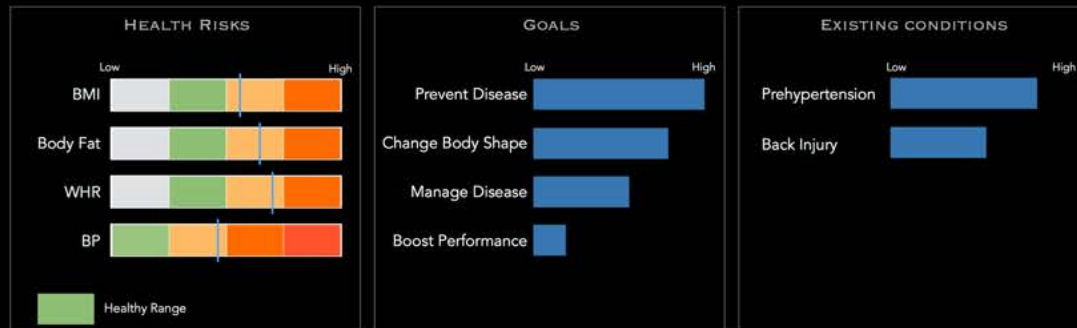 HEALTH RISKS
Low High
BMI
Body Fat
WHR
BP
Healthy Range
GOALS
Low High
Prevent Disease
Change Body Shape
Manage Disease
Boost Performance
EXISTING CONDITIONS
Low High
Prehypertension
Back Injury